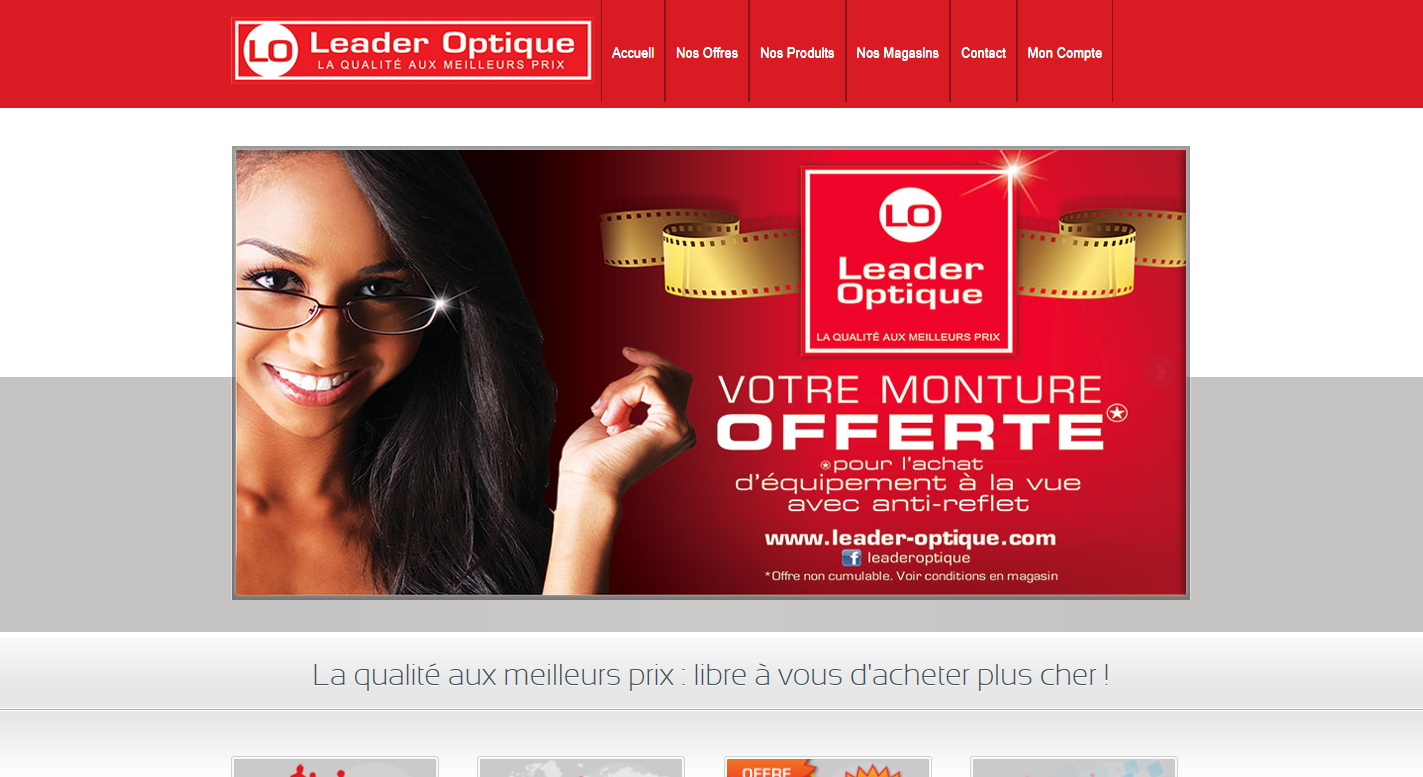 LO Leader Optique
LA QUALITÉ AUX MEILLEURS PRIX
Accueil Nos Offres Nos Produits Nos Magasins Contact Mon Compte
LO
Leader
Optique
LA QUALITÉ AUX MEILLEURS PRIX
VOTRE MONTURE
OFFERTE*
*pour l'achat
d'équipement à la vue
avec anti-reflet
www.leader-optique.com
f leaderoptique
*Offre non cumulable. Voir conditions en magasin
La qualité aux meilleurs prix : libre à vous d'acheter plus cher !
OFFRE